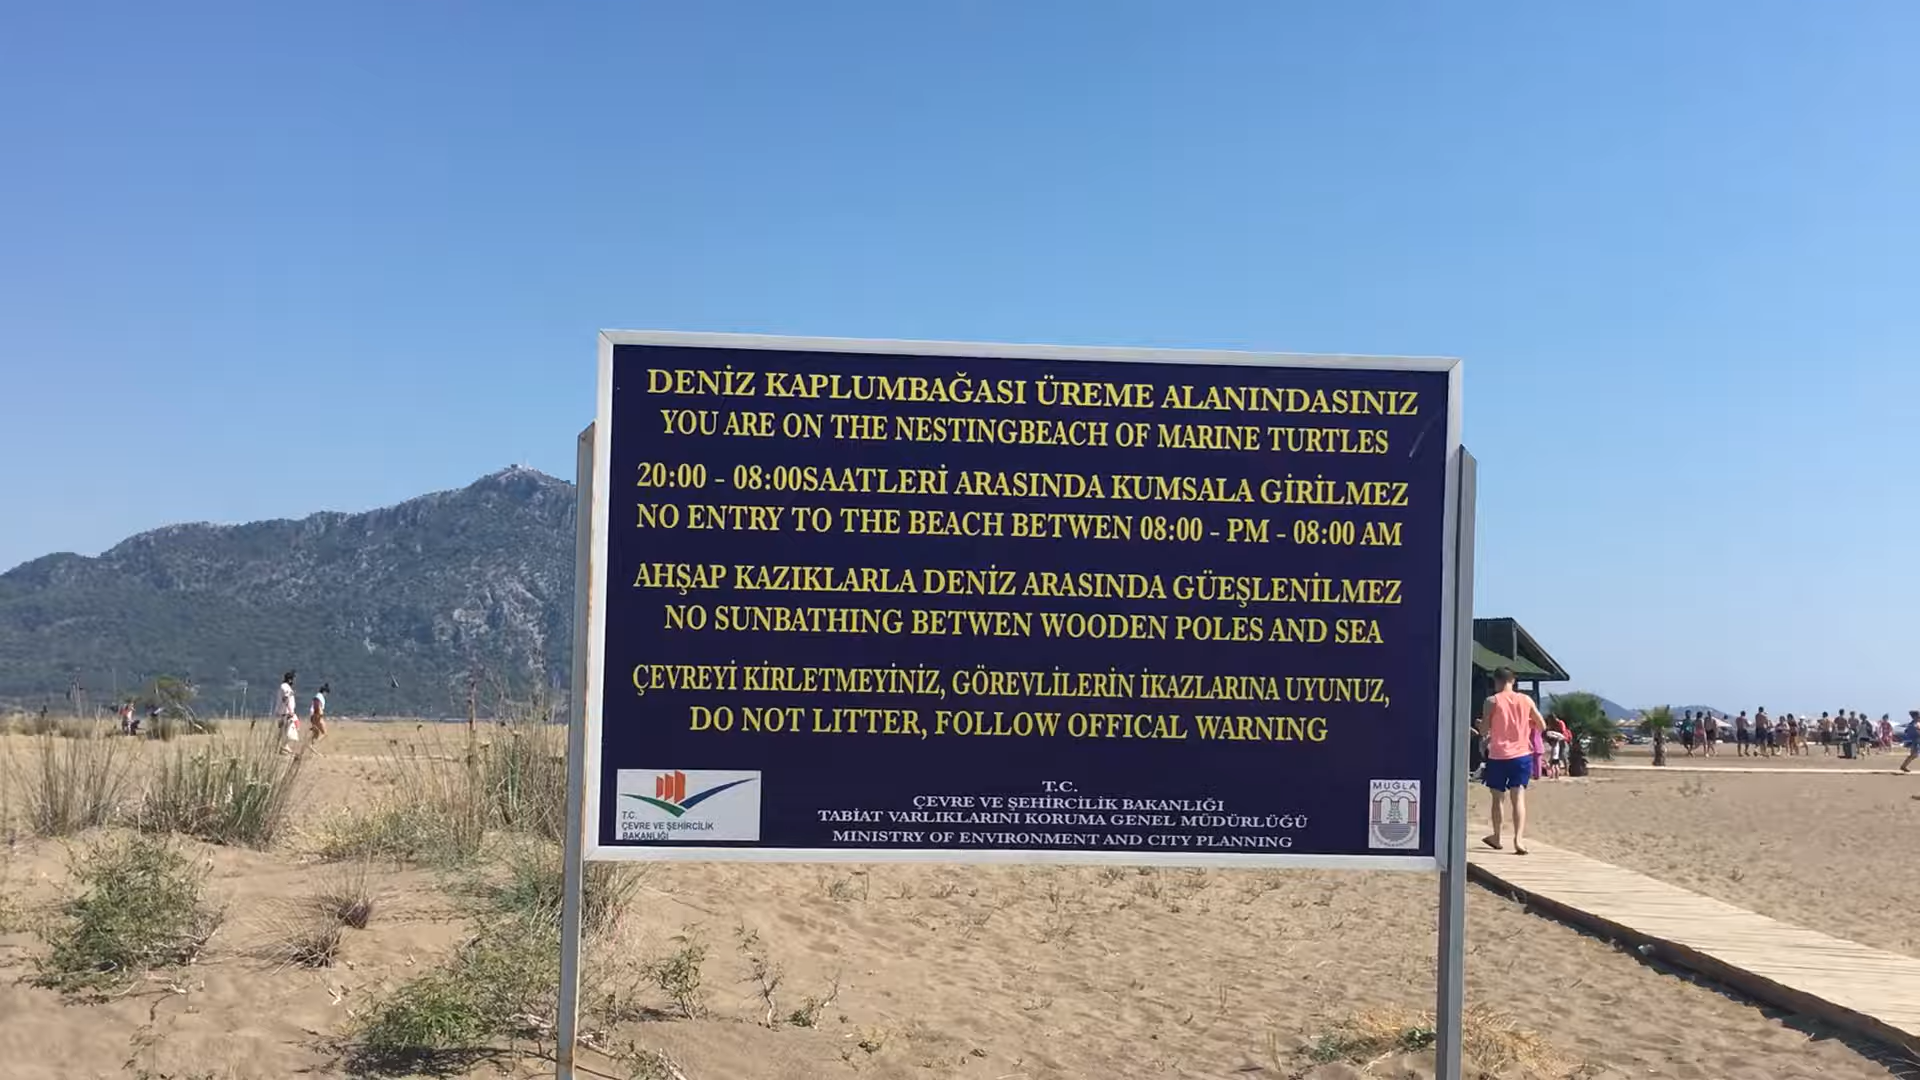 DENİZ KAPLUMBAĞASI ÜREME ALANINDASINIZ
YOU ARE ON THE NESTINGBEACH OF MARINE TURTLES
20:00 - 08:00SAATLERİ ARASINDA KUMSALA GİRİLMEZ
NO ENTRY TO THE BEACH BETWEN 08:00 - PM - 08:00 AM
AHŞAP KAZIKLARLA DENİZ ARASINDA GÜEŞLENİLMEZ
NO SUNBATHING BETWEN WOODEN POLES AND SEA
ÇEVREYİ KİRLETMEYİNİZ, GÖREVLİLERİN İKAZLARINA UYUNUZ,
DO NOT LITTER, FOLLOW OFFICAL WARNING
T.C.
ÇEVRE VE ŞEHİRCİLİK BAKANLIĞI
TABİAT VARLIKLARINI KORUMA GENEL MÜDÜRLÜĞÜ
MINISTRY OF ENVIRONMENT AND CITY PLANNING
T.C.
ÇEVRE VE ŞEHİRCİLİK
BAKANLIĞI
MUĞLA